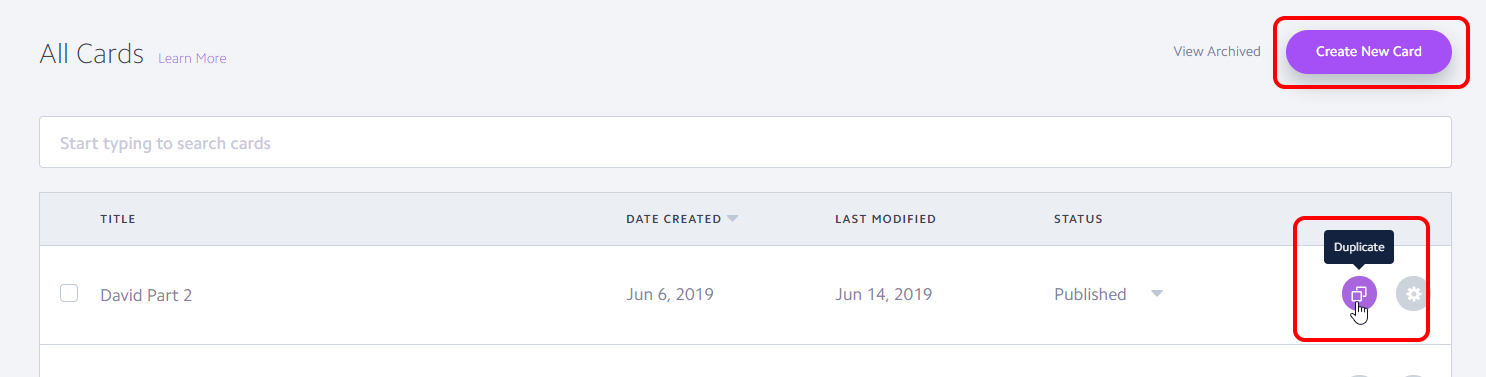 All Cards Learn More View Archived Create New Card
Start typing to search cards
TITLE DATE CREATED LAST MODIFIED STATUS
Duplicate
David Part 2 Jun 6, 2019 Jun 14, 2019 Published